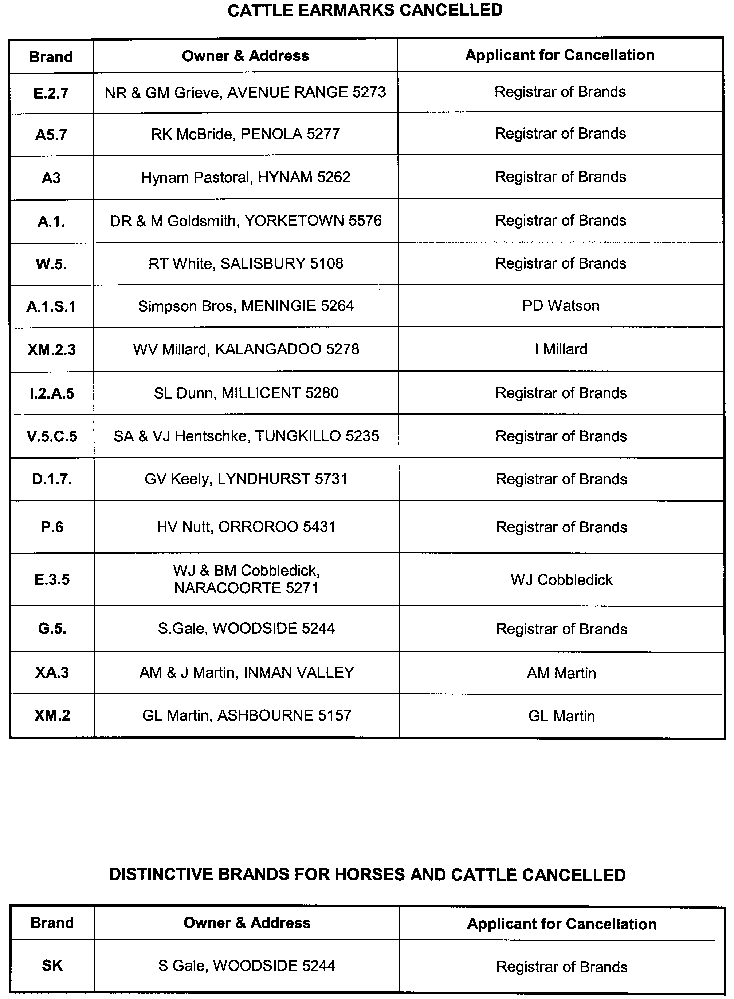 CATTLE EARMARKS CANCELLED
Brand Owner & Address Applicant for Cancellation
E.2.7 NR & GM Grieve, AVENUE RANGE 5273 Registrar of Brands
A5.7 RK McBride, PENOLA 5277 Registrar of Brands
A3 Hynam Pastoral, HYNAM 5262 Registrar of Brands
A.1. DR & M Goldsmith, YORKETOWN 5576 Registrar of Brands
W.5. RT White, SALISBURY 5108 Registrar of Brands
A.1.S.1 Simpson Bros, MENINGIE 5264 PD Watson
XM.2.3 WV Millard, KALANGADOO 5278 I Millard
I.2.A.5 SL Dunn, MILLICENT 5280 Registrar of Brands
V.5.C.5 SA & VJ Hentschke, TUNGKILLO 5235 Registrar of Brands
D.1.7. GV Keely, LYNDHURST 5731 Registrar of Brands
P.6 HV Nutt, ORROROO 5431 Registrar of Brands
E.3.5 WJ & BM Cobbledick,
NARACOORTE 5271 WJ Cobbledick
G.5. S.Gale, WOODSIDE 5244 Registrar of Brands
XA.3 AM & J Martin, INMAN VALLEY AM Martin
XM.2 GL Martin, ASHBOURNE 5157 GL Martin
DISTINCTIVE BRANDS FOR HORSES AND CATTLE CANCELLED
Brand Owner & Address Applicant for Cancellation
SK S Gale, WOODSIDE 5244 Registrar of Brands